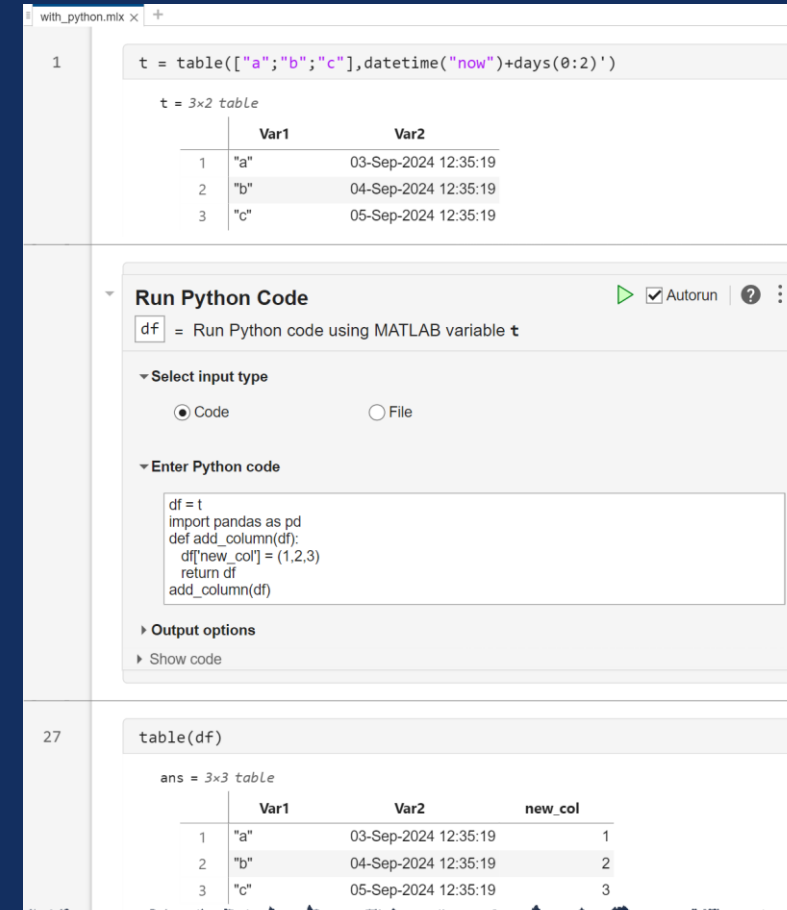 with_python.mlx × +
1 t = table(["a";"b";"c"],datetime("now")+days(0:2)')
t = 3×2 table
Var1 Var2
1 "a" 03-Sep-2024 12:35:19
2 "b" 04-Sep-2024 12:35:19
3 "c" 05-Sep-2024 12:35:19
Run Python Code Autorun ?
df = Run Python code using MATLAB variable t
Select input type
Code File
Enter Python code
df = t
import pandas as pd
def add_column(df):
df['new_col'] = (1,2,3)
return df
add_column(df)
Output options
Show code
27 table(df)
ans = 3×3 table
Var1 Var2 new_col
1 "a" 03-Sep-2024 12:35:19 1
2 "b" 04-Sep-2024 12:35:19 2
3 "c" 05-Sep-2024 12:35:19 3